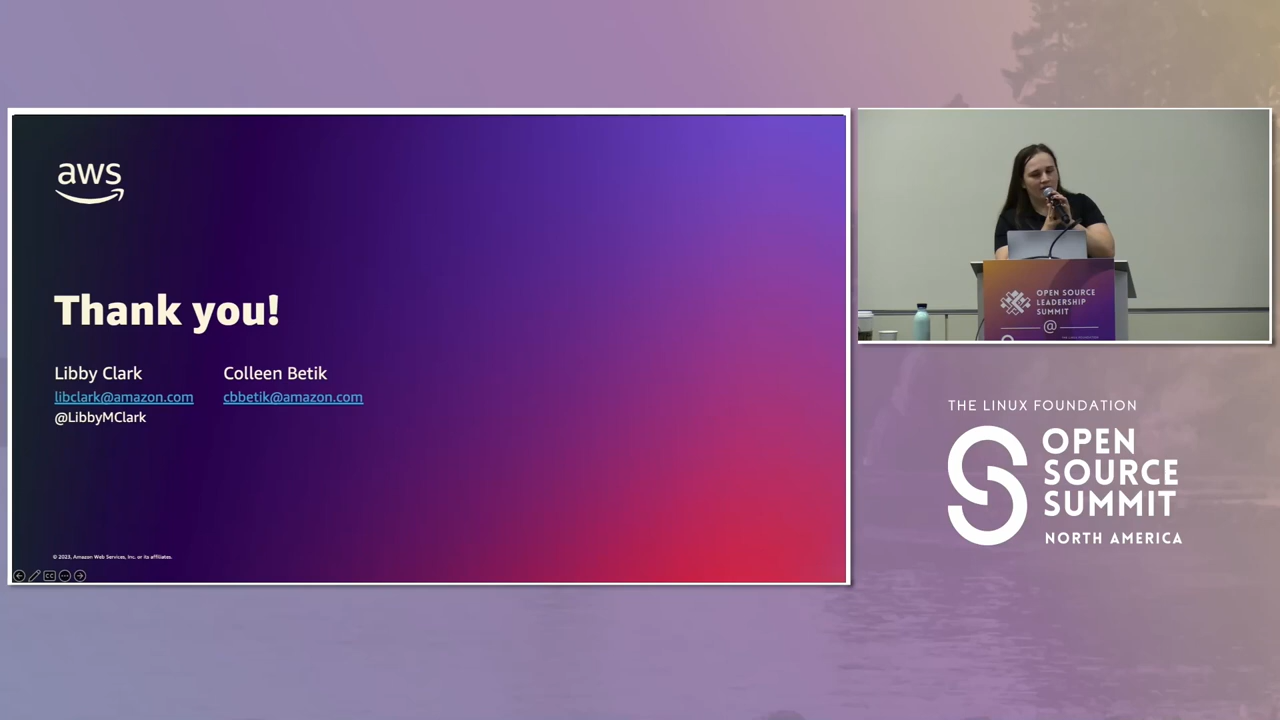 aws
Thank you!
Libby Clark
Colleen Betik
libclark@amazon.com
cbbetik@amazon.com
@LibbyMClark
© 2023, Amazon Web Services, Inc. or its affiliates.
CC
OPEN SOURCE
LEADERSHIP
SUMMIT
@
THE LINUX FOUNDATION
OPEN
SOURCE
SUMMIT
NORTH AMERICA